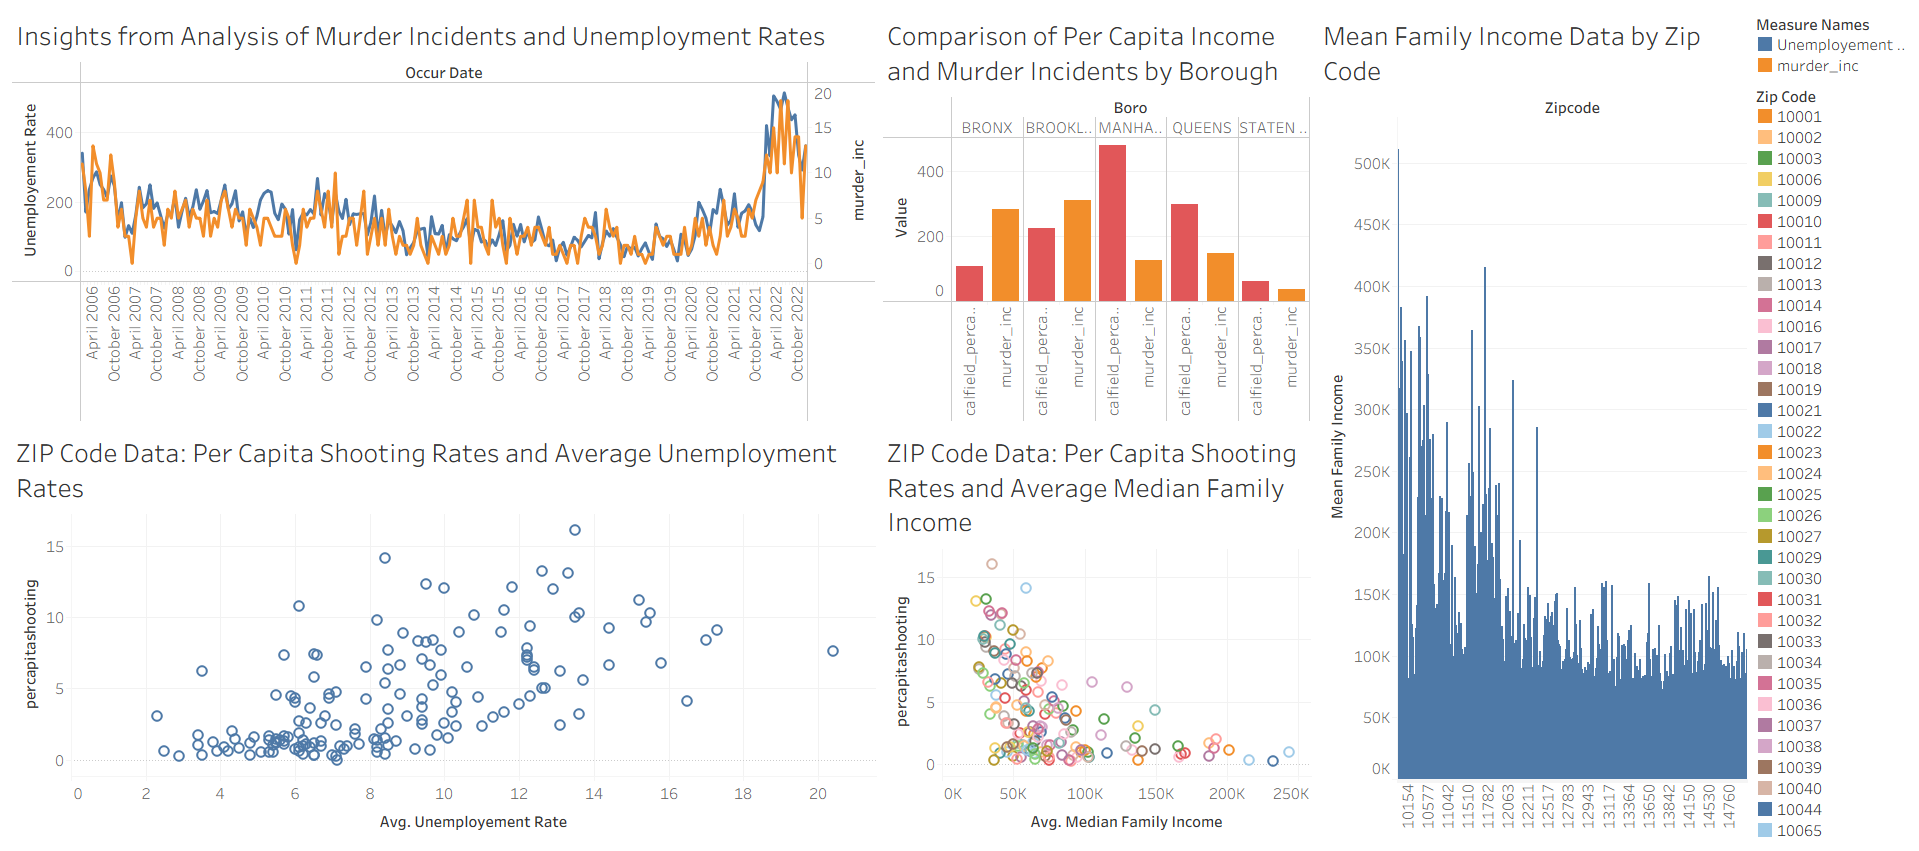 Insights from Analysis of Murder Incidents and Unemployment Rates
Occur Date
Unemployement Rate
400
200
0
20
15
10
5
0
murder_inc
April 2006
October 2006
April 2007
October 2007
April 2008
October 2008
April 2009
October 2009
April 2010
October 2010
April 2011
October 2011
April 2012
October 2012
April 2013
October 2013
April 2014
October 2014
April 2015
October 2015
April 2016
October 2016
April 2017
October 2017
April 2018
October 2018
April 2019
October 2019
April 2020
October 2020
April 2021
October 2021
April 2022
October 2022
Comparison of Per Capita Income
and Murder Incidents by Borough
Boro
BRONX
BROOKL..
MANHA..
QUEENS
STATEN ..
Value
400
200
0
calfield_perca..
murder_inc
calfield_perca..
murder_inc
calfield_perca..
murder_inc
calfield_perca..
murder_inc
calfield_perca..
murder_inc
Mean Family Income Data by Zip
Code
Zipcode
Mean Family Income
500K
450K
400K
350K
300K
250K
200K
150K
100K
50K
0K
10154
10577
11042
11510
11782
12063
12211
12517
12783
12943
13117
13364
13650
13842
14150
14530
14760
Measure Names
Unemployement ..
murder_inc
Zip Code
10001
10002
10003
10006
10009
10010
10011
10012
10013
10014
10016
10017
10018
10019
10021
10022
10023
10024
10025
10026
10027
10029
10030
10031
10032
10033
10034
10035
10036
10037
10038
10039
10040
10044
10065
ZIP Code Data: Per Capita Shooting Rates and Average Unemployment
Rates
percapitashooting
15
10
5
0
0
2
4
6
8
10
12
14
16
18
20
Avg. Unemployement Rate
ZIP Code Data: Per Capita Shooting
Rates and Average Median Family
Income
percapitashooting
15
10
5
0
0K
50K
100K
150K
200K
250K
Avg. Median Family Income